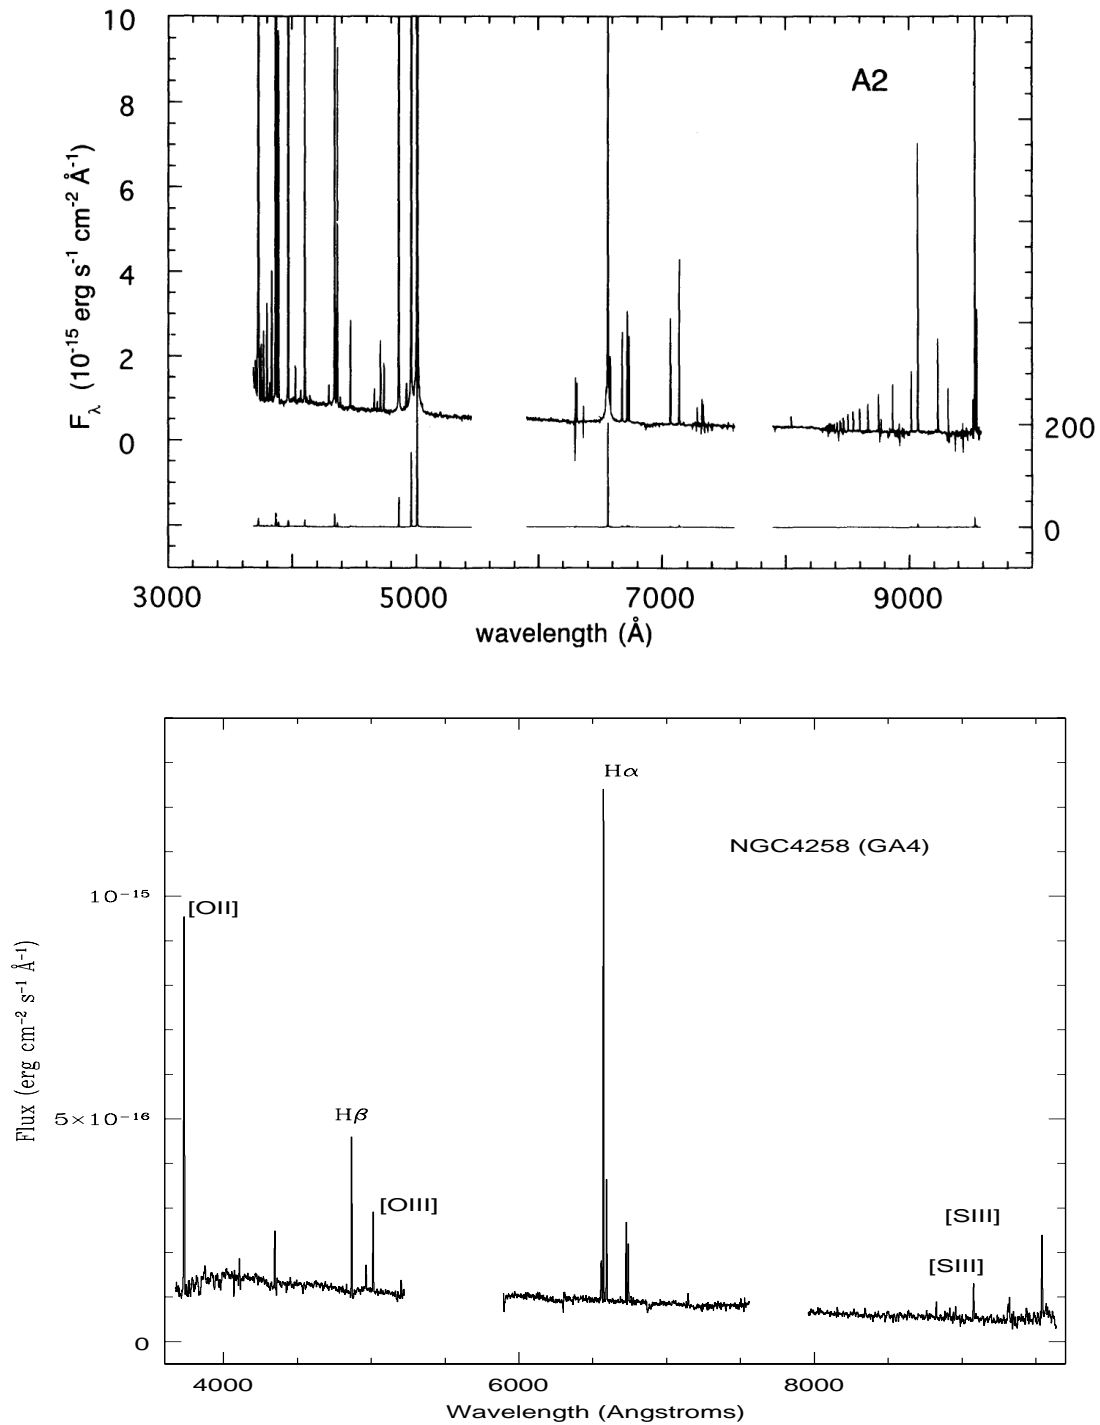 10
A2
8
6
4
2
0
F_λ (10⁻¹⁵ erg s⁻¹ cm⁻² Å⁻¹)
200
0
3000 5000 7000 9000
wavelength (Å)
Hα
NGC4258 (GA4)
10⁻¹⁵
[OII]
Flux (erg cm⁻² s⁻¹ Å⁻¹)
5×10⁻¹⁶
Hβ
[OIII]
[SIII]
[SIII]
0
4000 6000 8000
Wavelength (Angstroms)